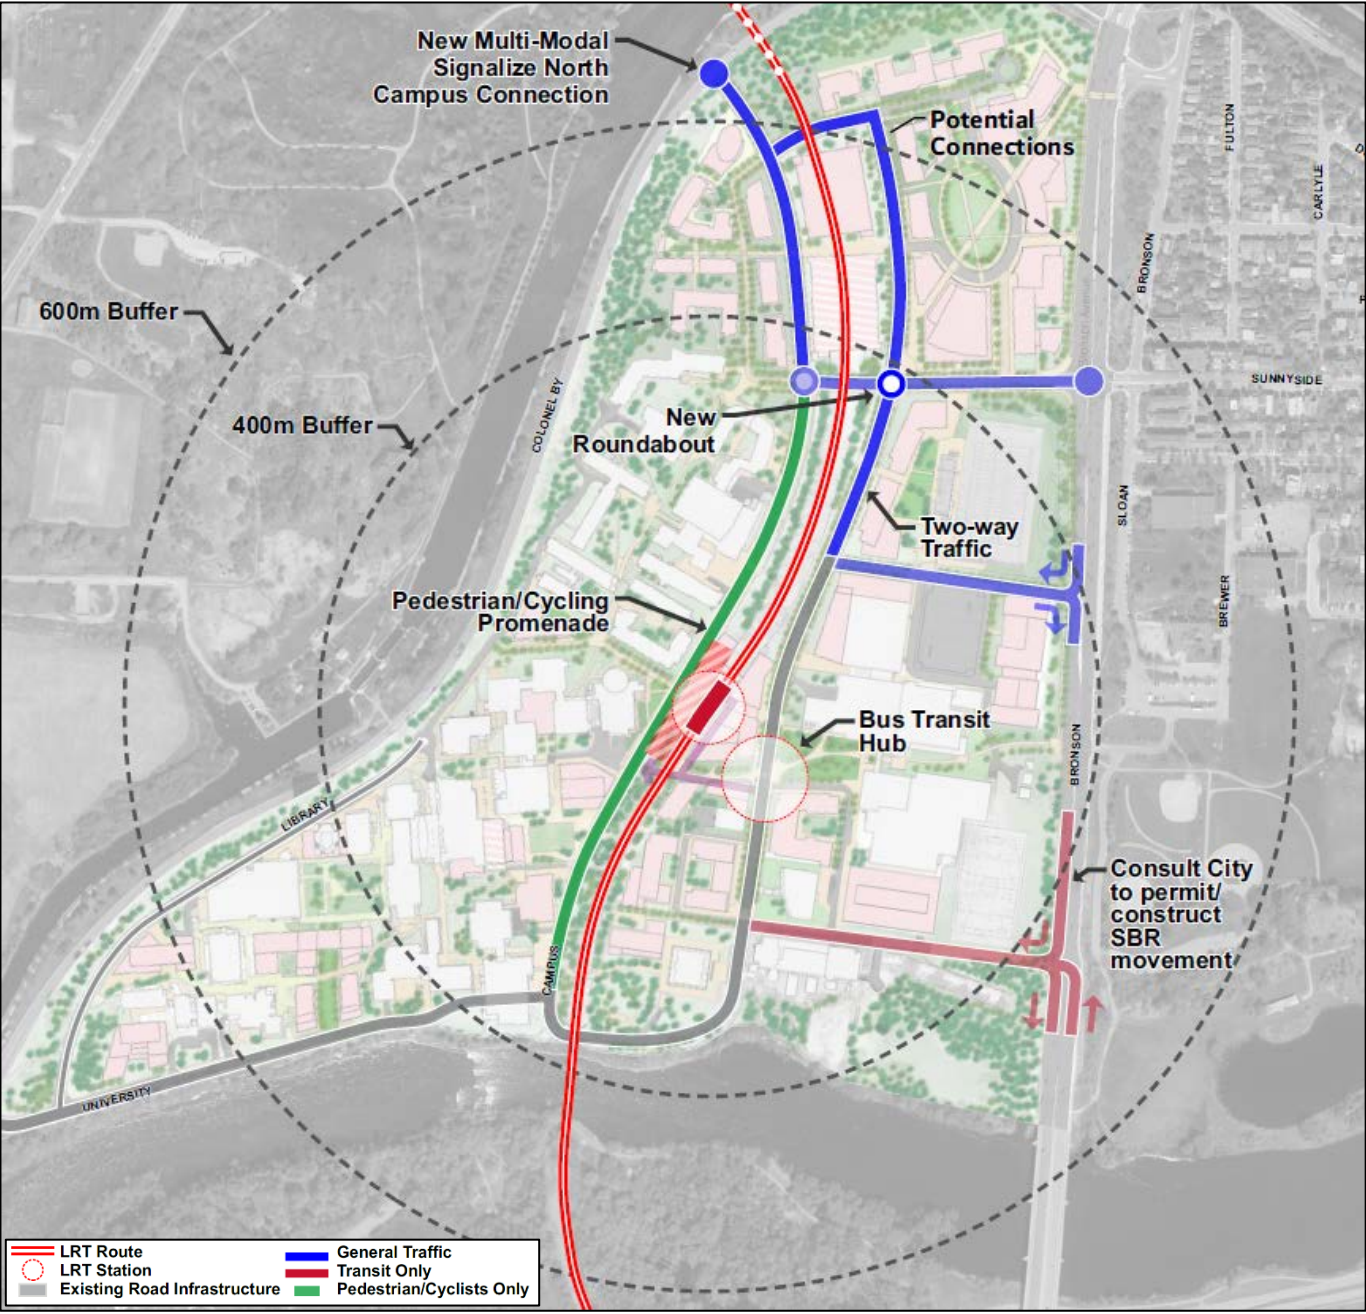 New Multi-Modal
Signalize North
Campus Connection
Potential
Connections
FULTON
CARLYLE
BRONSON
600m Buffer
400m Buffer
COLONEL BY
SUNNYSIDE
New
Roundabout
SLOAN
Two-way
Traffic
BREWER
Pedestrian/Cycling
Promenade
Bus Transit
Hub
BRONSON
LIBRARY
Consult City
to permit/
construct
SBR
movement
CAMPUS
UNIVERSITY
LRT Route
LRT Station
Existing Road Infrastructure
General Traffic
Transit Only
Pedestrian/Cyclists Only